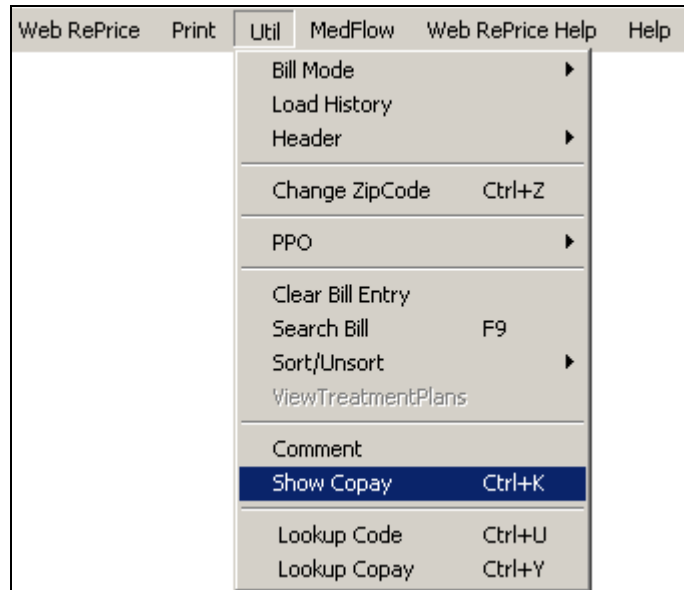 Web RePrice Print Util MedFlow Web RePrice Help Help
Bill Mode
Load History
Header
Change ZipCode Ctrl+Z
PPO
Clear Bill Entry
Search Bill F9
Sort/Unsort
ViewTreatmentPlans
Comment
Show Copay Ctrl+K
Lookup Code Ctrl+U
Lookup Copay Ctrl+Y